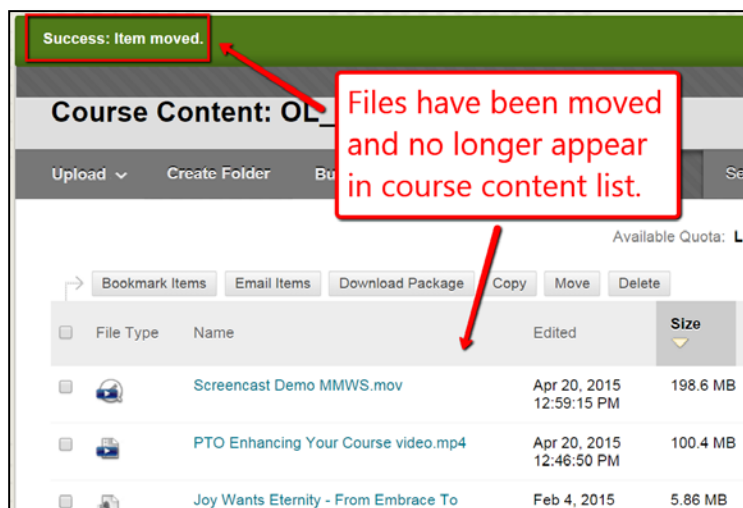 Success: Item moved.
Course Content: OL_
Files have been moved
and no longer appear
in course content list.
Upload Create Folder
Available Quota:
Bookmark Items Email Items Download Package Copy Move Delete
File Type Name Edited Size
Screencast Demo MMWS.mov Apr 20, 2015 198.6 MB
12:59:15 PM
PTO Enhancing Your Course video.mp4 Apr 20, 2015 100.4 MB
12:46:50 PM
Joy Wants Eternity - From Embrace To Feb 4, 2015 5.86 MB